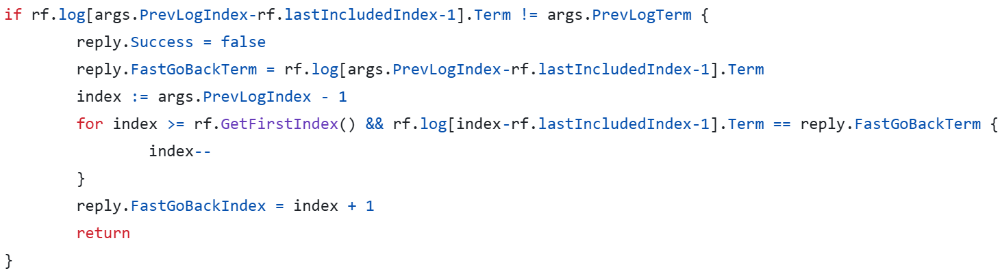 if rf.log[args.PrevLogIndex-rf.lastIncludedIndex-1].Term != args.PrevLogTerm {
        reply.Success = false
        reply.FastGoBackTerm = rf.log[args.PrevLogIndex-rf.lastIncludedIndex-1].Term
        index := args.PrevLogIndex - 1
        for index >= rf.GetFirstIndex() && rf.log[index-rf.lastIncludedIndex-1].Term == reply.FastGoBackTerm {
                index--
        }
        reply.FastGoBackIndex = index + 1
        return
}